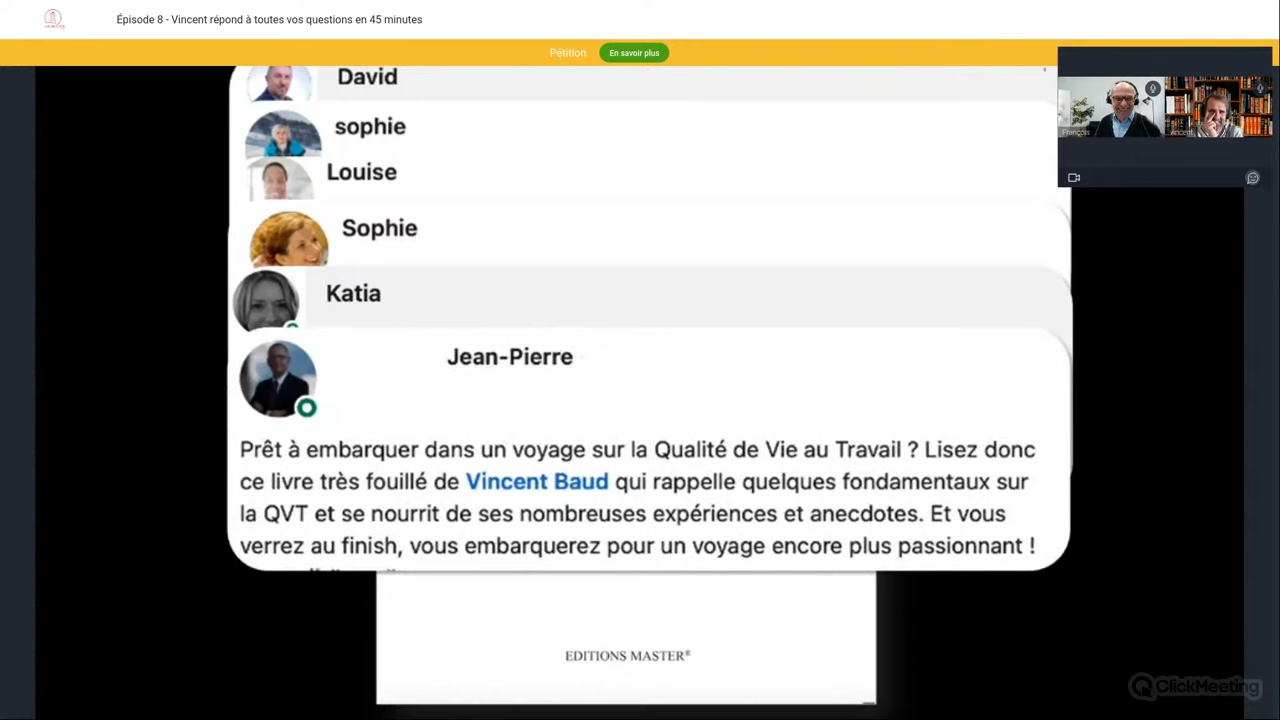 Épisode 8 - Vincent répond à toutes vos questions en 45 minutes
Pétition
En savoir plus
David
sophie
Louise
Sophie
Katia
Jean-Pierre
Prêt à embarquer dans un voyage sur la Qualité de Vie au Travail ? Lisez donc
ce livre très fouillé de Vincent Baud qui rappelle quelques fondamentaux sur
la QVT et se nourrit de ses nombreuses expériences et anecdotes. Et vous
verrez au finish, vous embarquerez pour un voyage encore plus passionnant !
EDITIONS MASTER®
François
vincent
ClickMeeting